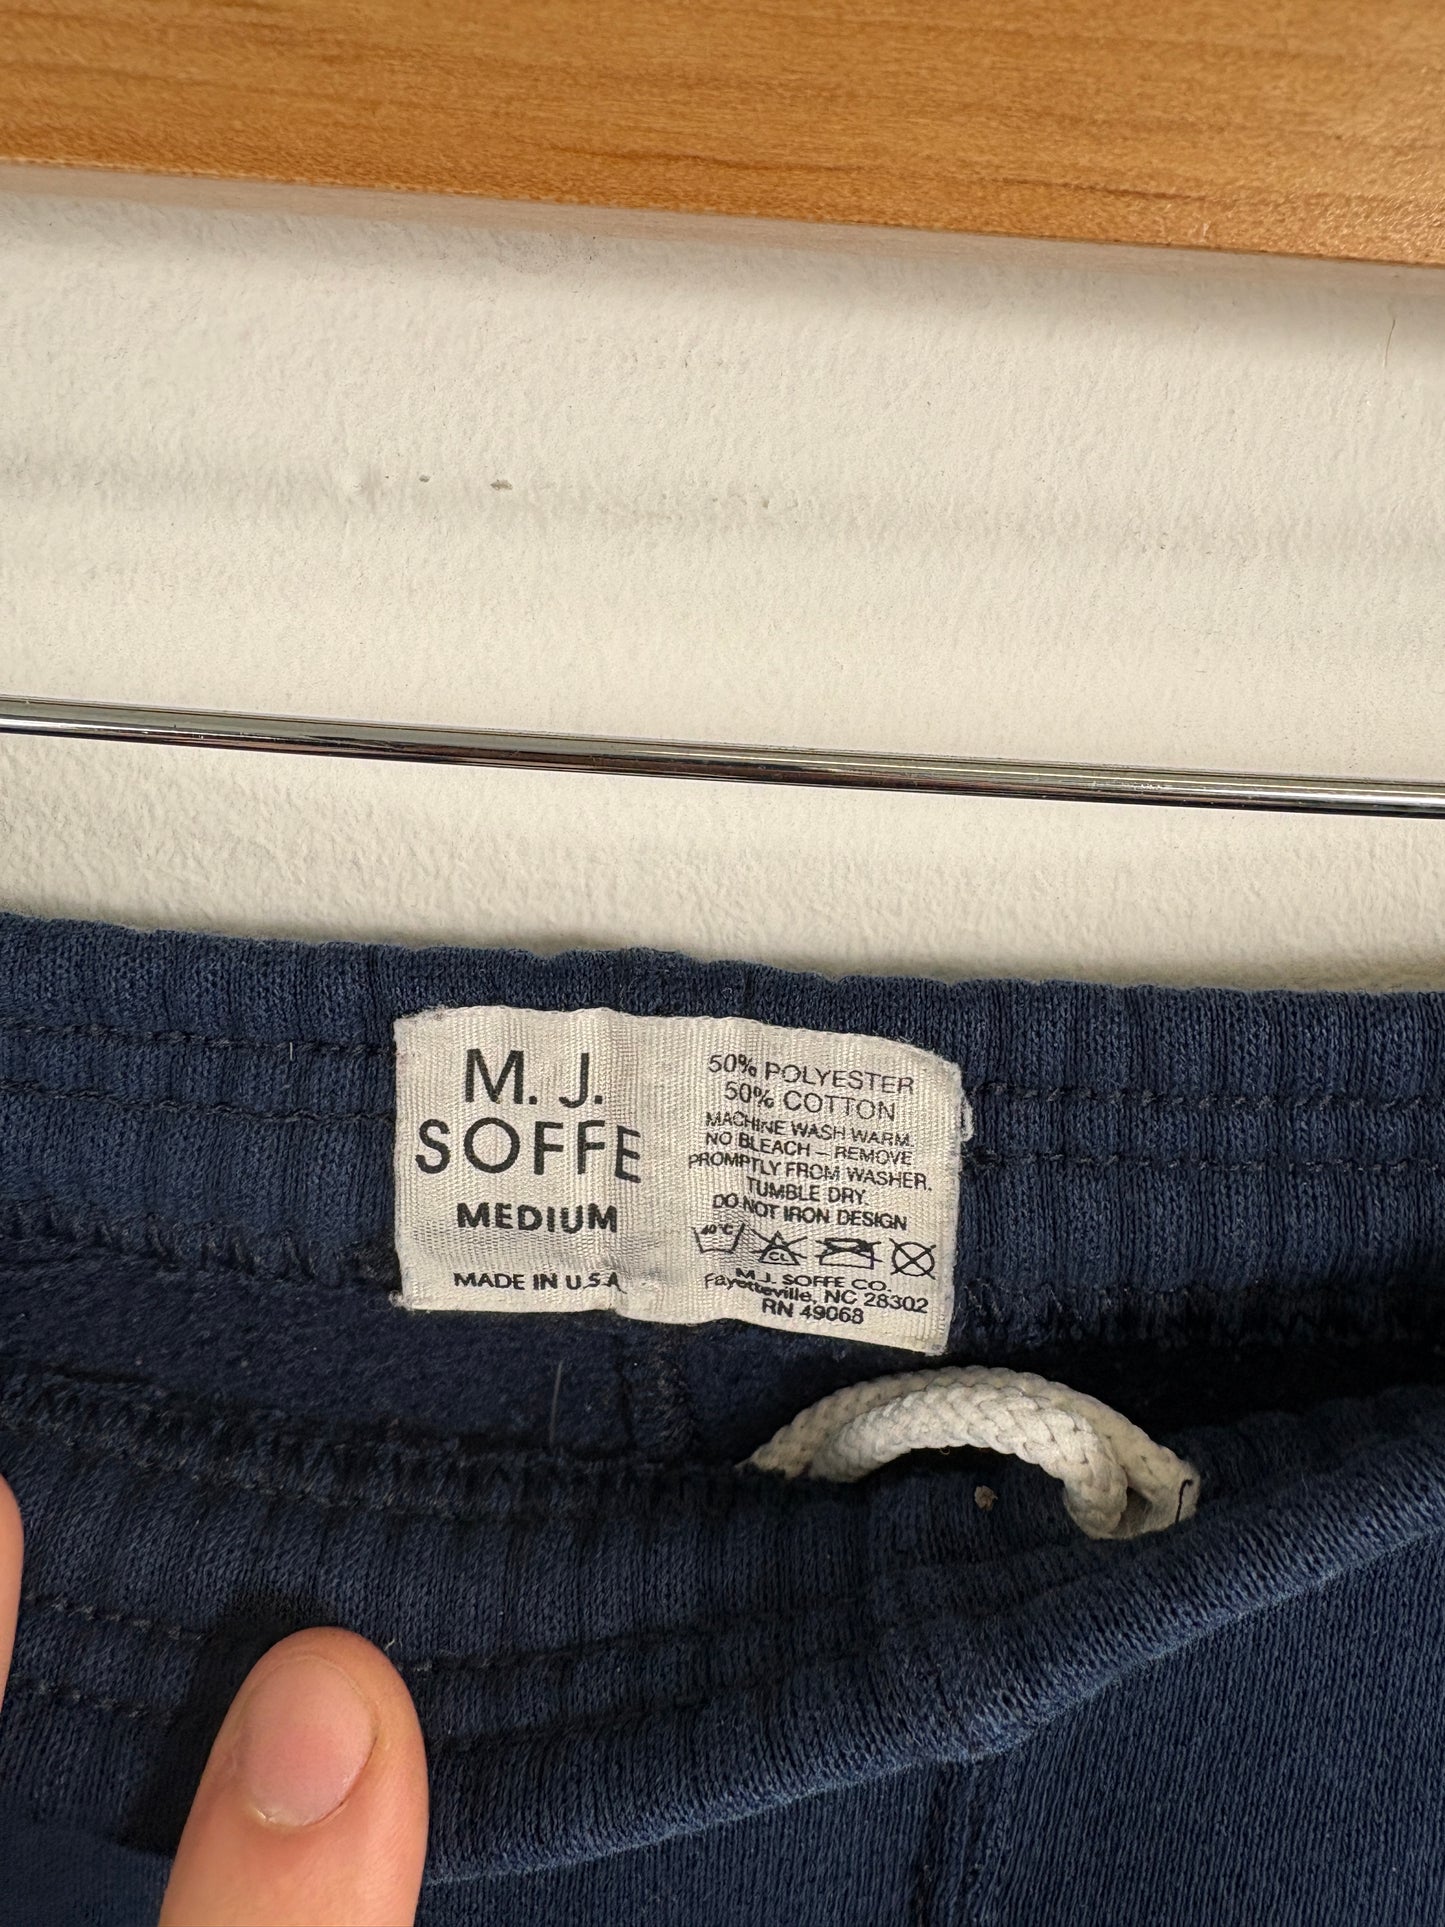 M. J.
SOFFE
MEDIUM
MADE IN U.S.A
50% POLYESTER
50% COTTON
MACHINE WASH WARM.
NO BLEACH – REMOVE
PROMPTLY FROM WASHER.
TUMBLE DRY.
DO NOT IRON DESIGN
40°C
CL
M. J. SOFFE CO.
Fayetteville, NC 28302
RN 49068